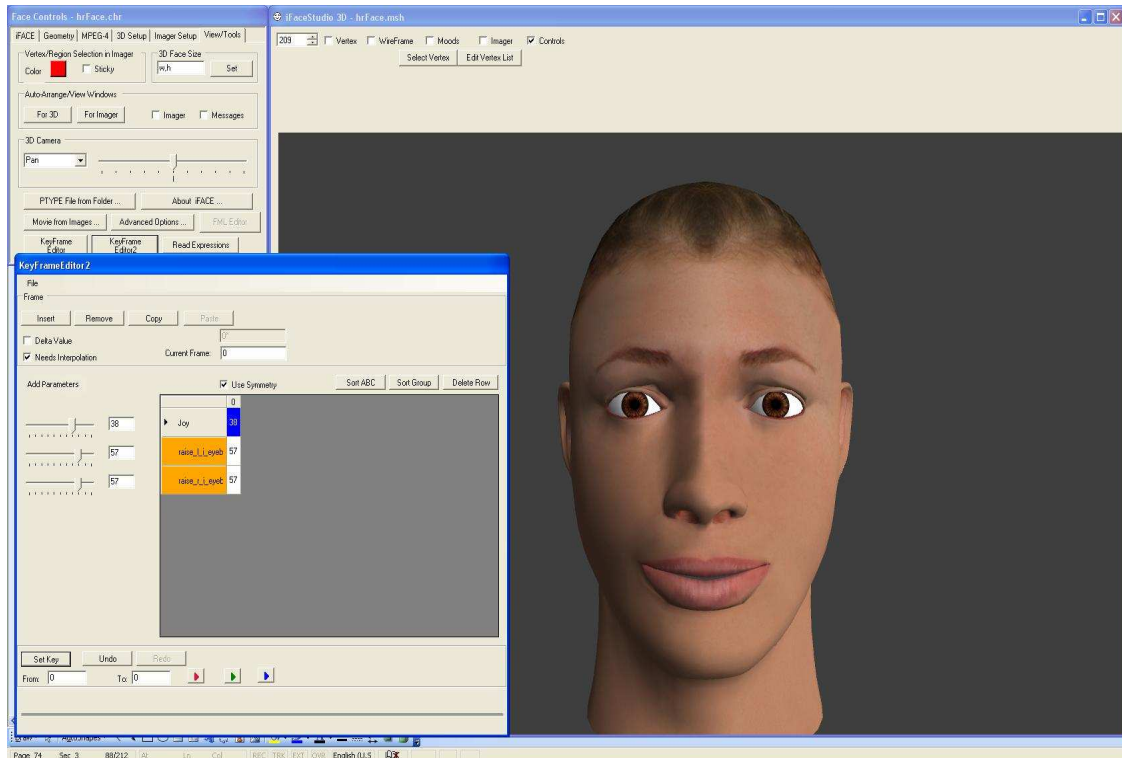 Face Controls - hrFace.chr
iFACE Geometry MPEG-4 3D Setup Imager Setup View/Tools
Vertex/Region Selection in Imager
Color Sticky
3D Face Size
w,h Set
Auto-Arrange/View Windows
For 3D For Imager Imager Messages
3D Camera
Pan
PTYPE File from Folder ... About iFACE ...
Movie from Images ... Advanced Options ... FML Editor
KeyFrame Editor KeyFrame Editor2 Read Expressions
iFaceStudio 3D - hrFace.msh
209 Vertex WireFrame Moods Imager Controls
Select Vertex Edit Vertex List
KeyFrameEditor2
File
Frame
Insert Remove Copy Paste
Delta Value
0*
Needs Interpolation Current Frame: 0
Add Parameters Use Symmetry Sort ABC Sort Group Delete Row
0
38 Joy 38
57 raise_l_i_eyeb 57
57 raise_r_i_eyeb 57
Set Key Undo Redo
From: 0 To: 0
AutoShapes
Page 74 Sec 3 88/212 At Ln Col REC TRK EXT OVR English (U.S